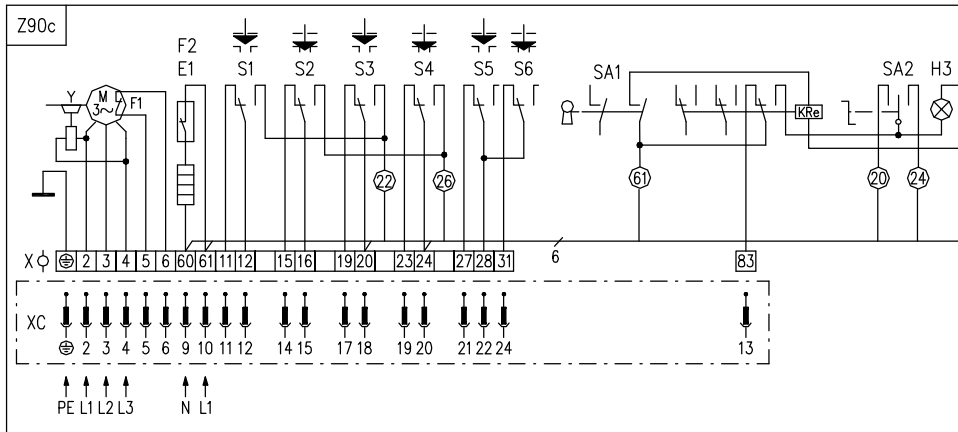 Z90c
F2
E1 S1 S2 S3 S4 S5 S6 SA1 SA2 H3
Y M 3~ F1
KRe
22 26 61 20 24
6
X 2 3 4 5 6 60 61 11 12 15 16 19 20 23 24 27 28 31 83
XC
2 3 4 5 6 9 10 11 12 14 15 17 18 19 20 21 22 24 13
PE L1 L2 L3 N L1